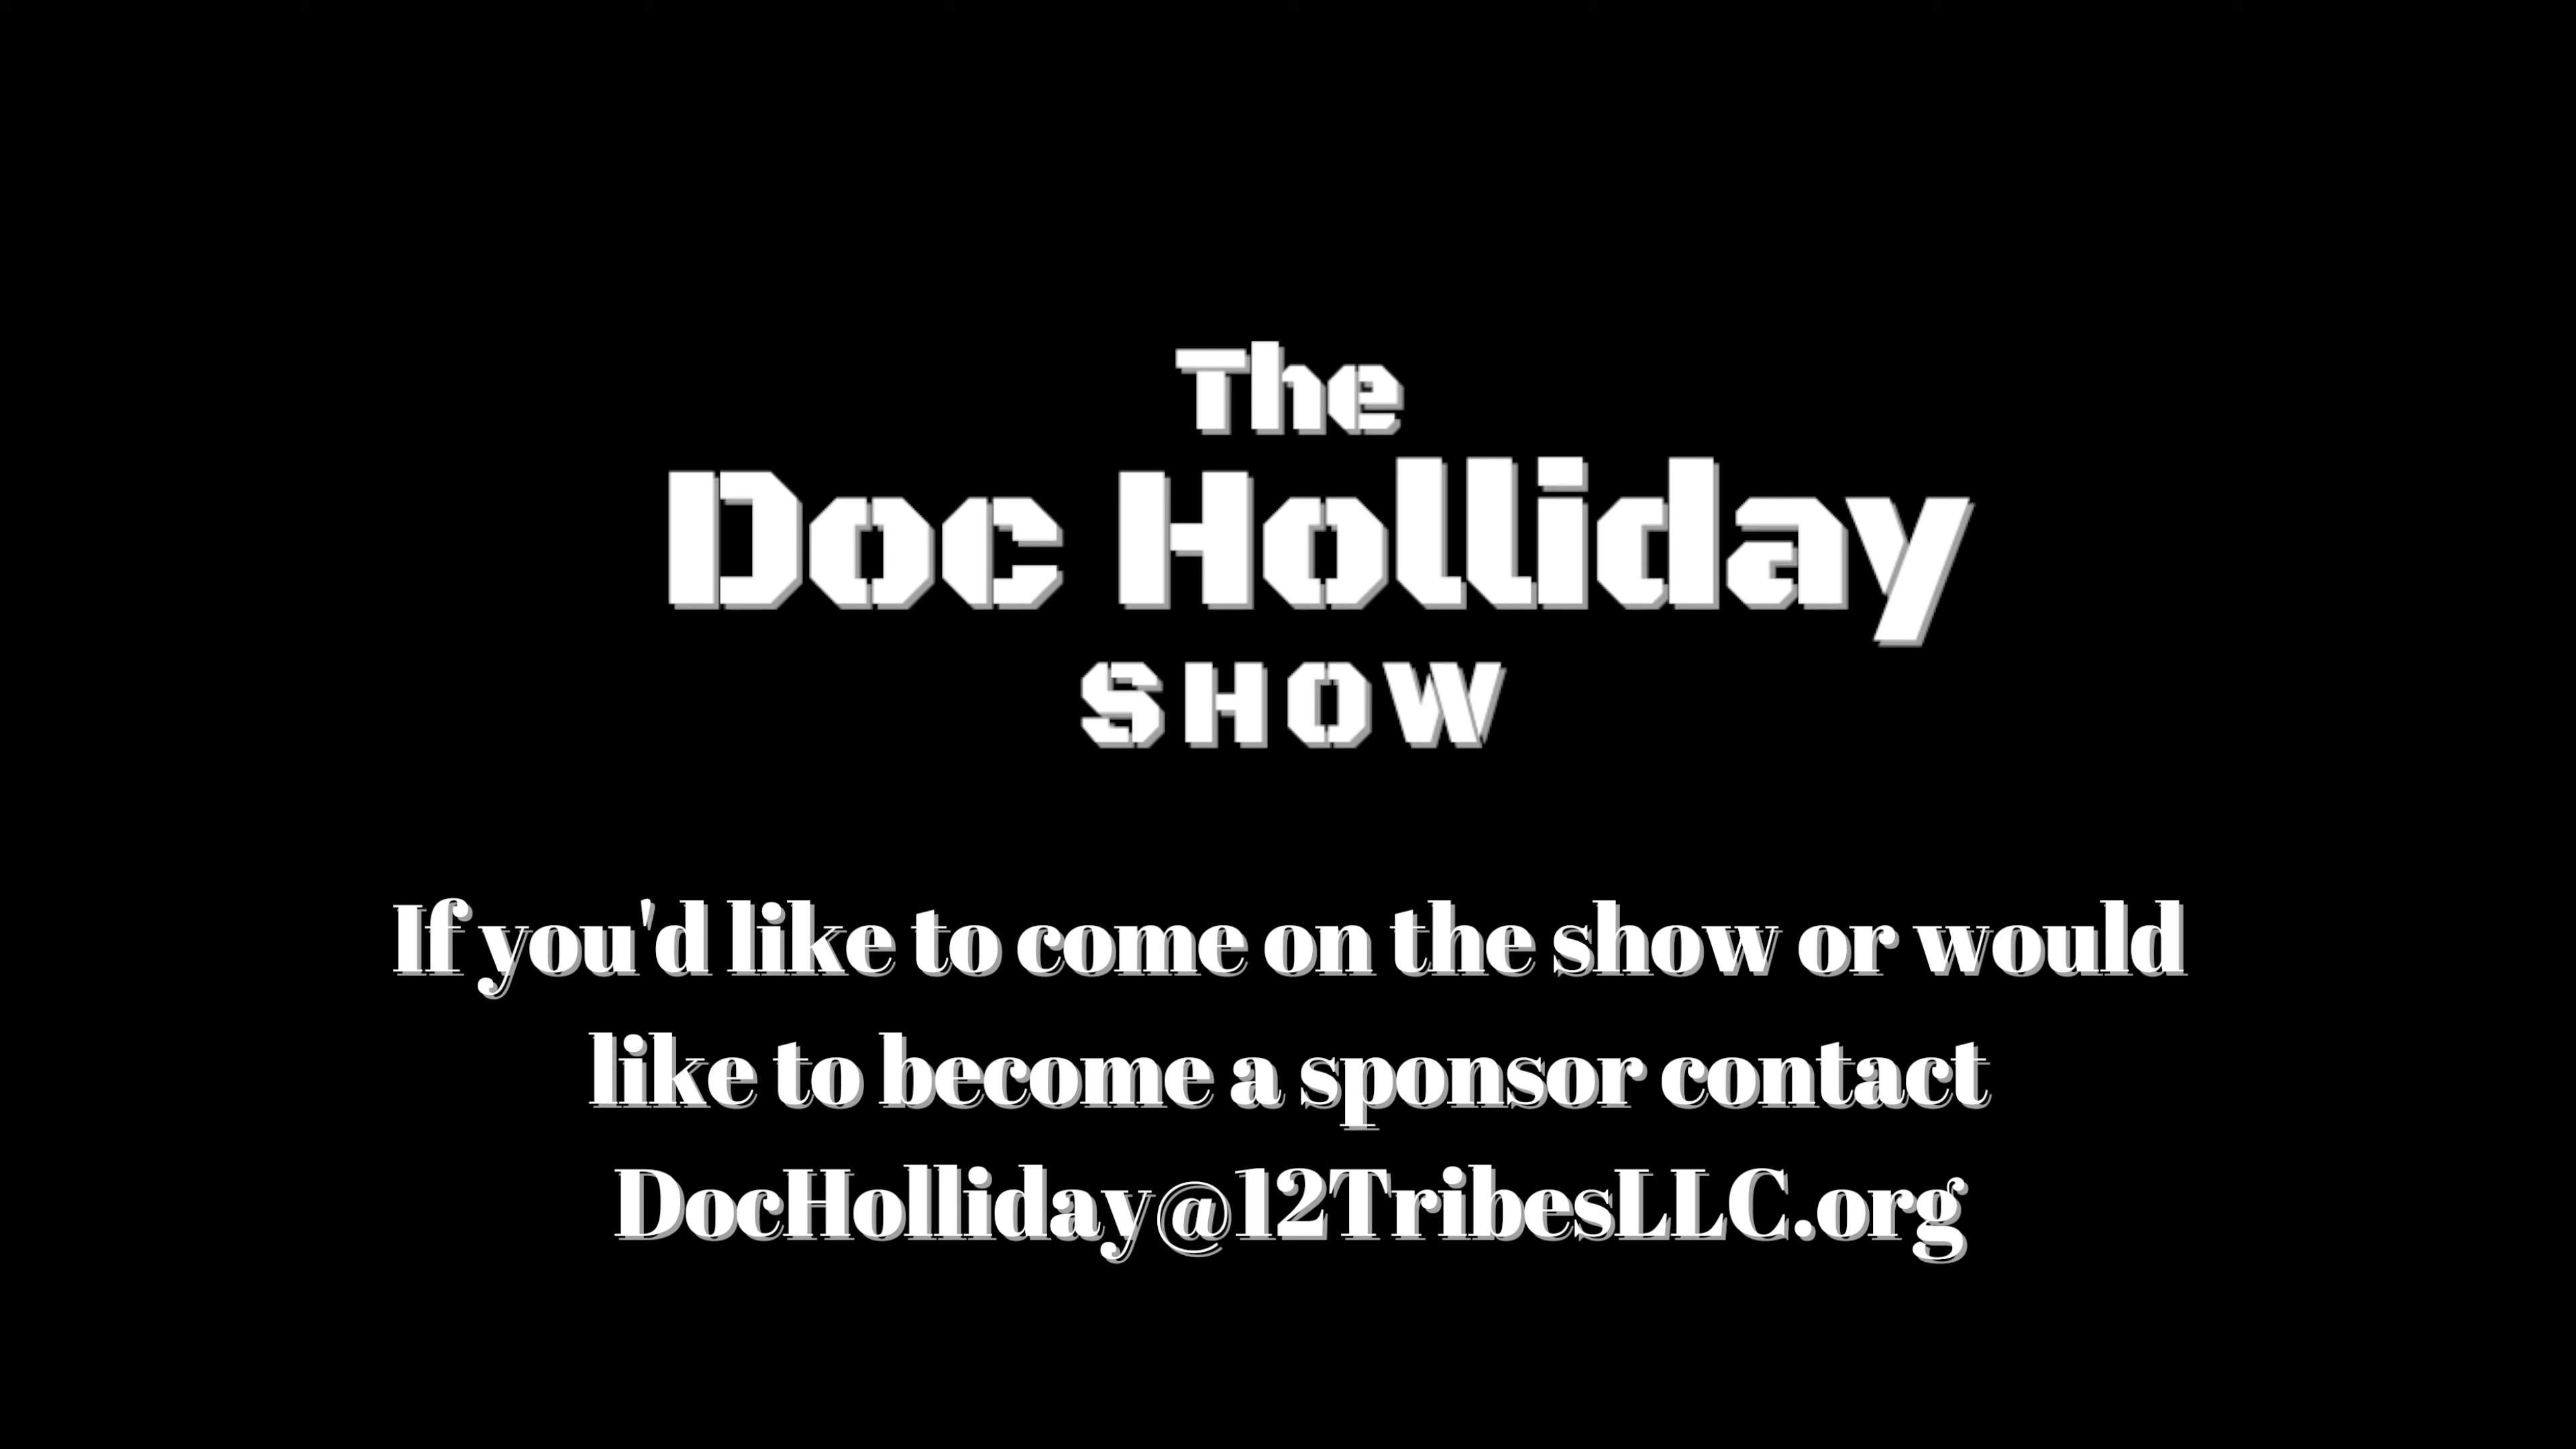 The
Doc Holliday
SHOW
If you'd like to come on the show or would
like to become a sponsor contact
DocHolliday@12TribesLLC.org